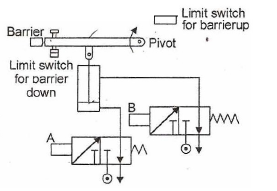 Limit switch
for barrierup
Barrier
Pivot
Limit switch
for barrier
down
B
A